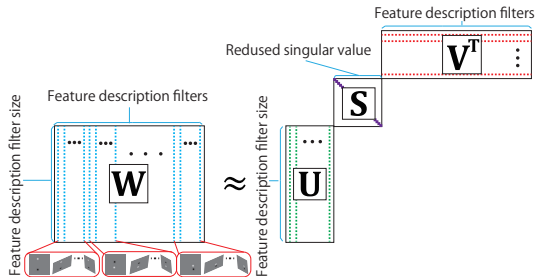 Feature description filters
V^T
Redused singular value
S
Feature description filters
Feature description filter size
W
≈
Feature description filter size
U